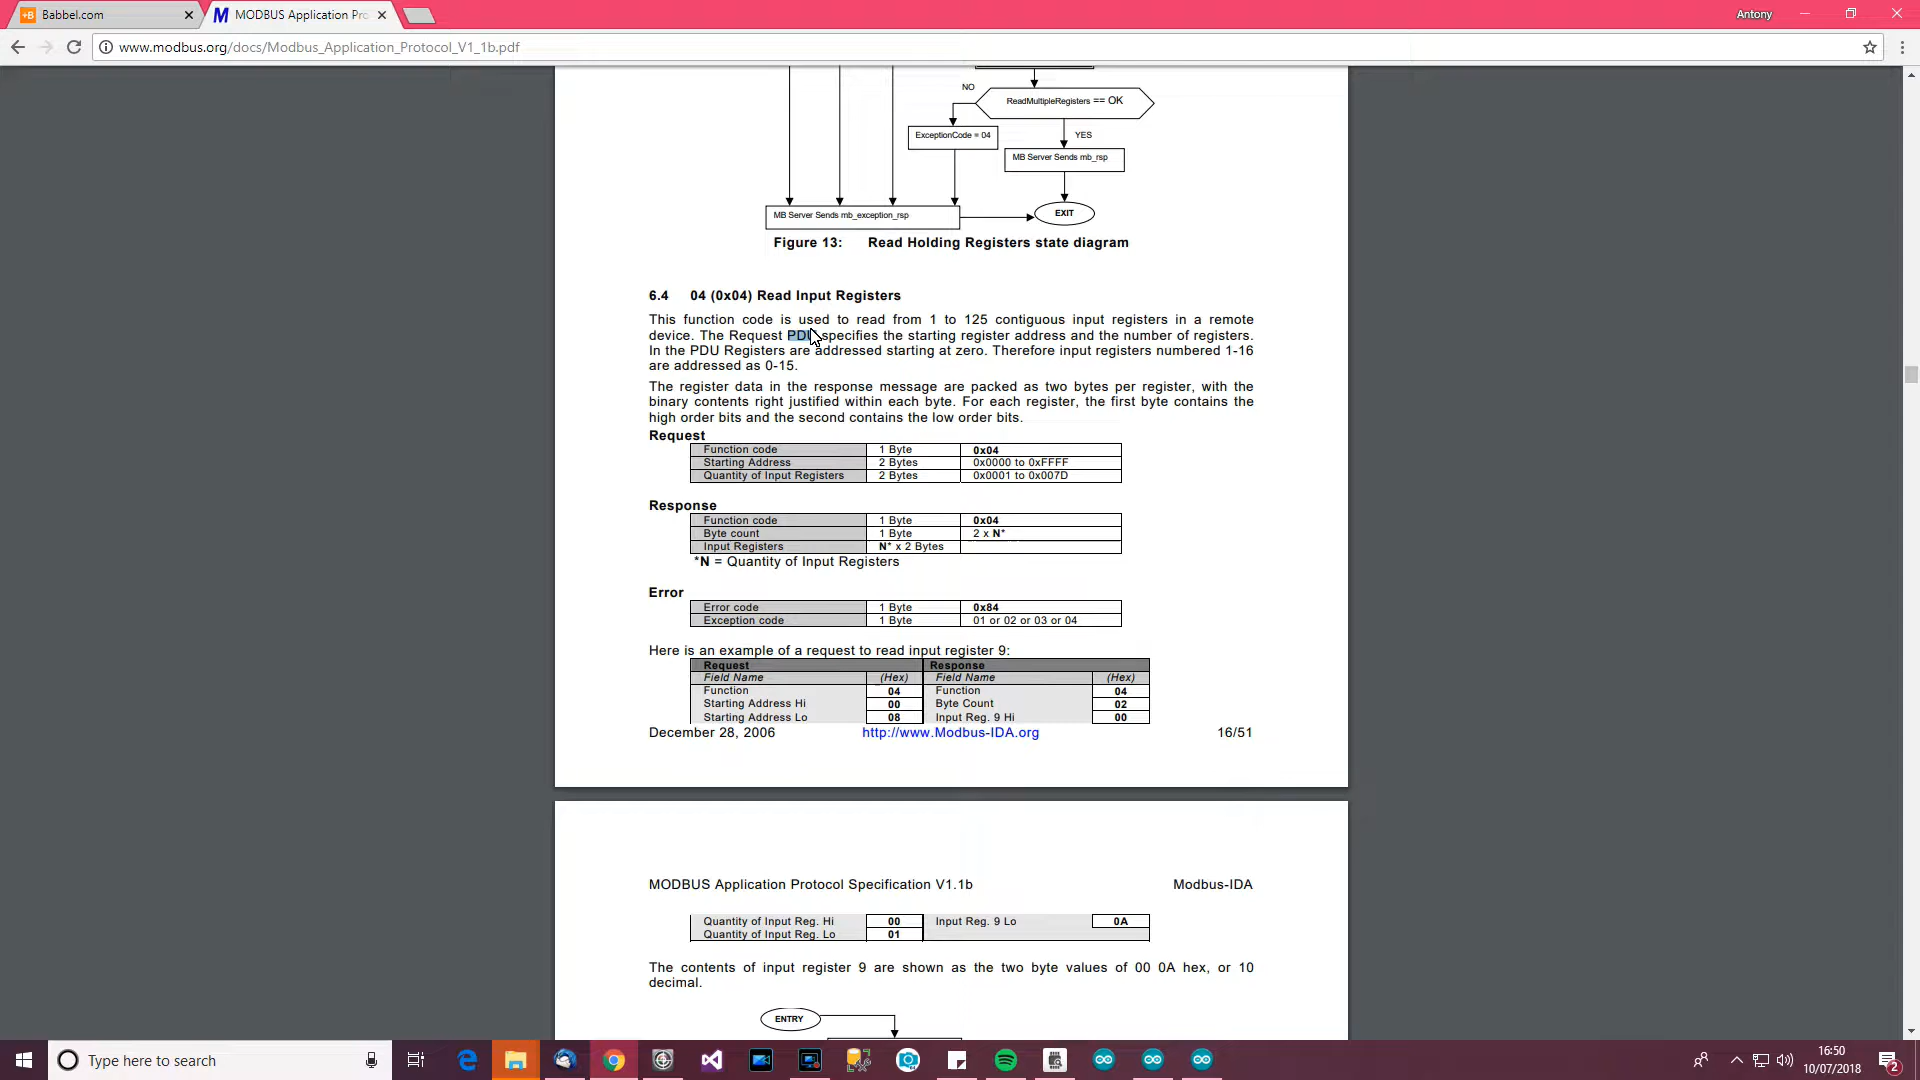 Babbel.com
MODBUS Application Pro
Antony
www.modbus.org/docs/Modbus_Application_Protocol_V1_1b.pdf
NO
ReadMultipleRegisters == OK
ExceptionCode = 04
YES
MB Server Sends mb_rsp
MB Server Sends mb_exception_rsp
EXIT
Figure 13: Read Holding Registers state diagram
6.4 04 (0x04) Read Input Registers
This function code is used to read from 1 to 125 contiguous input registers in a remote
device. The Request PDU specifies the starting register address and the number of registers.
In the PDU Registers are addressed starting at zero. Therefore input registers numbered 1-16
are addressed as 0-15.
The register data in the response message are packed as two bytes per register, with the
binary contents right justified within each byte. For each register, the first byte contains the
high order bits and the second contains the low order bits.
Request
Function code 1 Byte 0x04
Starting Address 2 Bytes 0x0000 to 0xFFFF
Quantity of Input Registers 2 Bytes 0x0001 to 0x007D
Response
Function code 1 Byte 0x04
Byte count 1 Byte 2 x N*
Input Registers N* x 2 Bytes
*N = Quantity of Input Registers
Error
Error code 1 Byte 0x84
Exception code 1 Byte 01 or 02 or 03 or 04
Here is an example of a request to read input register 9:
Request Response
Field Name (Hex) Field Name (Hex)
Function 04 Function 04
Starting Address Hi 00 Byte Count 02
Starting Address Lo 08 Input Reg. 9 Hi 00
December 28, 2006 http://www.Modbus-IDA.org 16/51
MODBUS Application Protocol Specification V1.1b Modbus-IDA
Quantity of Input Reg. Hi 00 Input Reg. 9 Lo 0A
Quantity of Input Reg. Lo 01
The contents of input register 9 are shown as the two byte values of 00 0A hex, or 10
decimal.
ENTRY
Type here to search
16:50
10/07/2018
2